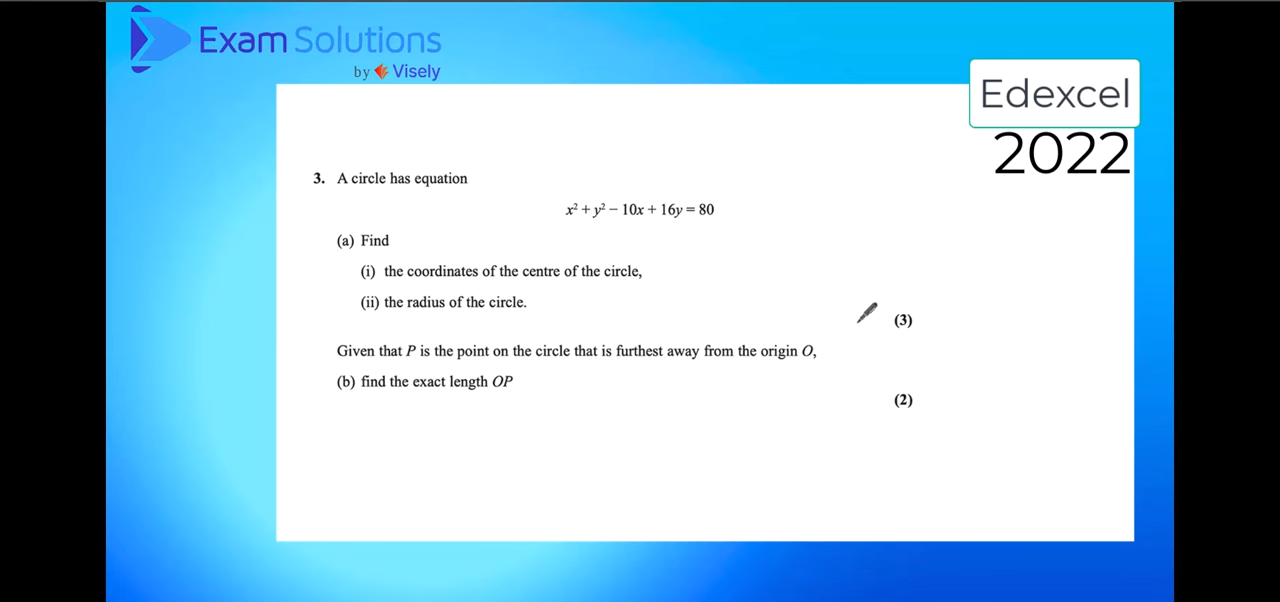 Exam Solutions
by Visely
Edexcel
2022
3. A circle has equation
x² + y² – 10x + 16y = 80
(a) Find
(i) the coordinates of the centre of the circle,
(ii) the radius of the circle.
(3)
Given that P is the point on the circle that is furthest away from the origin O,
(b) find the exact length OP
(2)